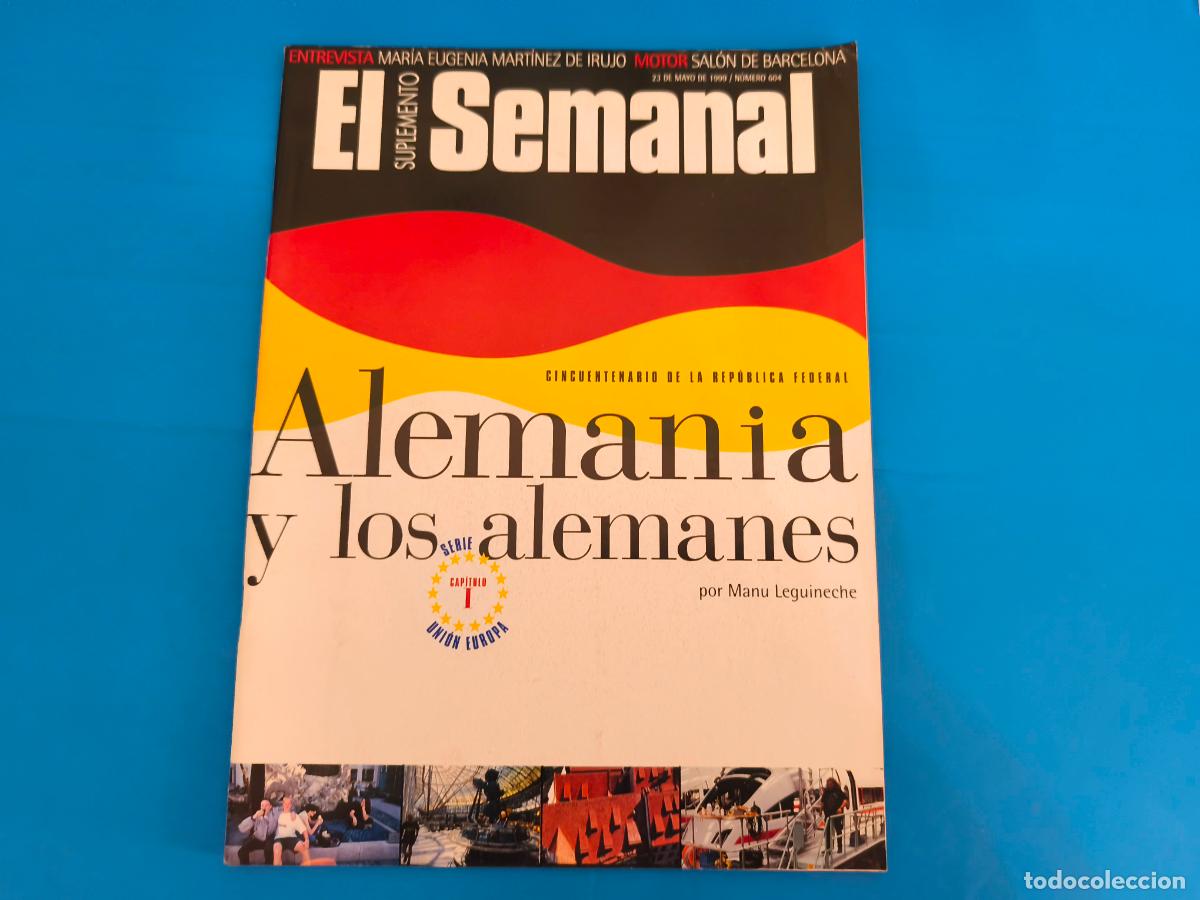 ENTREVISTA MARÍA EUGENIA MARTÍNEZ DE IRUJO MOTOR SALÓN DE BARCELONA
23 DE MAYO DE 1999 / NÚMERO 604
El SUPLEMENTO Semanal
CINCUENTENARIO DE LA REPÚBLICA FEDERAL
Alemania
y los alemanes
por Manu Leguineche
SERIE
CAPÍTULO
I
UNIÓN EUROPA
todocoleccion